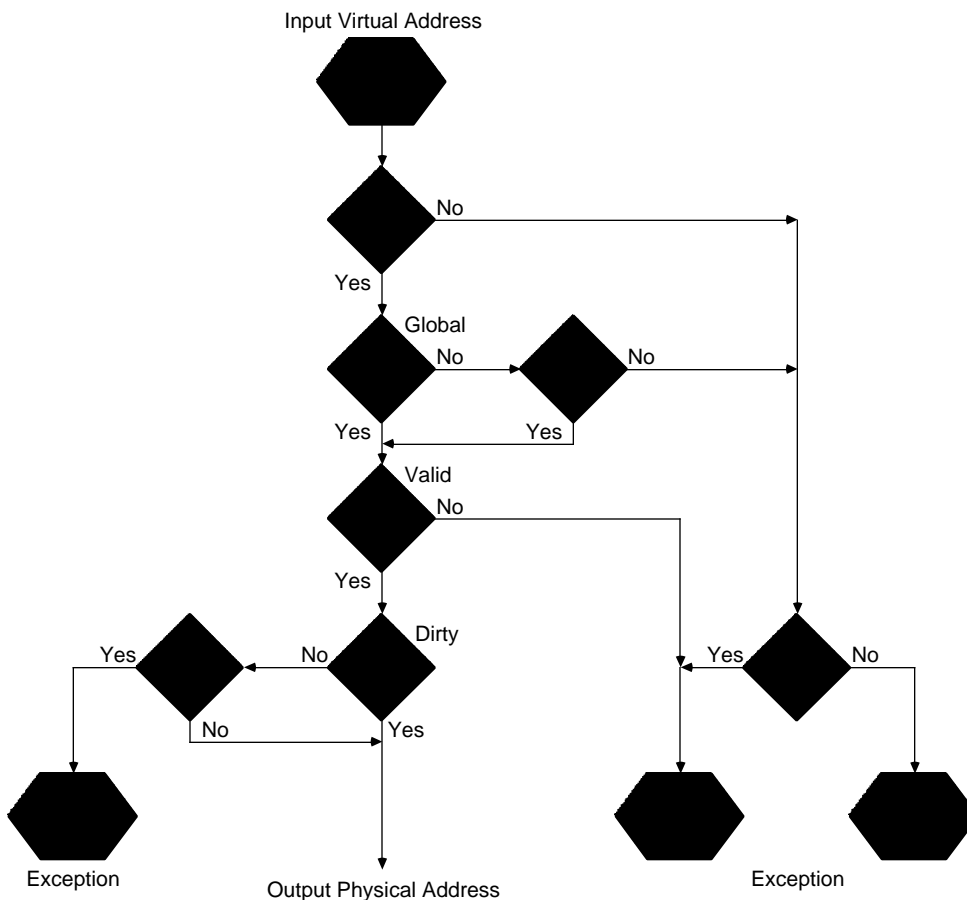 Input Virtual Address
No
Yes
Global
No
No
Yes
Yes
Valid
No
Yes
Dirty
Yes
No
Yes
No
No
Yes
Exception
Output Physical Address
Exception